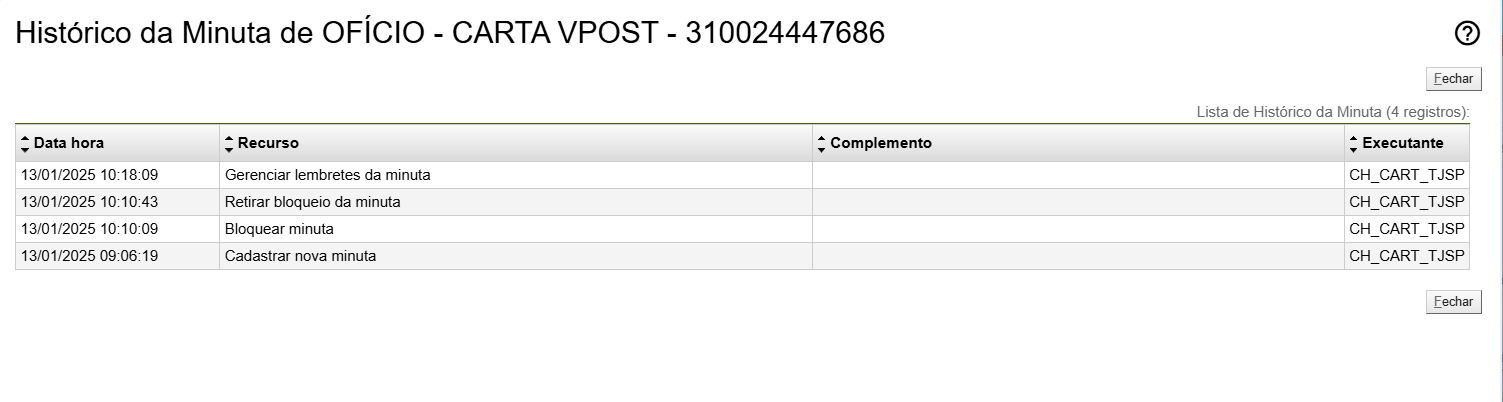 Histórico da Minuta de OFÍCIO - CARTA VPOST - 310024447686
Fechar
Lista de Histórico da Minuta (4 registros):
Data hora Recurso Complemento Executante
13/01/2025 10:18:09 Gerenciar lembretes da minuta CH_CART_TJSP
13/01/2025 10:10:43 Retirar bloqueio da minuta CH_CART_TJSP
13/01/2025 10:10:09 Bloquear minuta CH_CART_TJSP
13/01/2025 09:06:19 Cadastrar nova minuta CH_CART_TJSP
Fechar